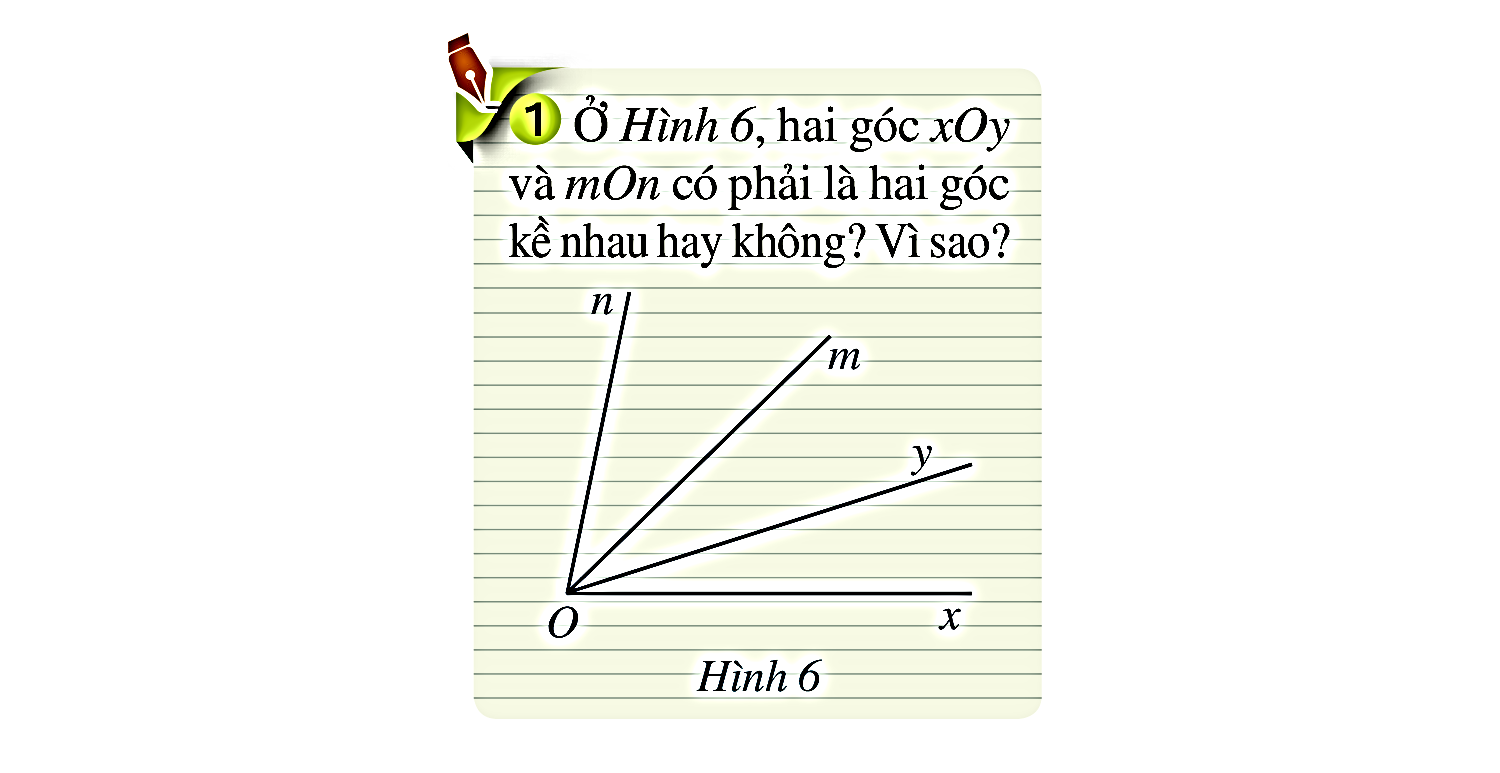 1 Ở Hình 6, hai góc xOy
và mOn có phải là hai góc
kề nhau hay không? Vì sao?
n
m
y
O
x
Hình 6